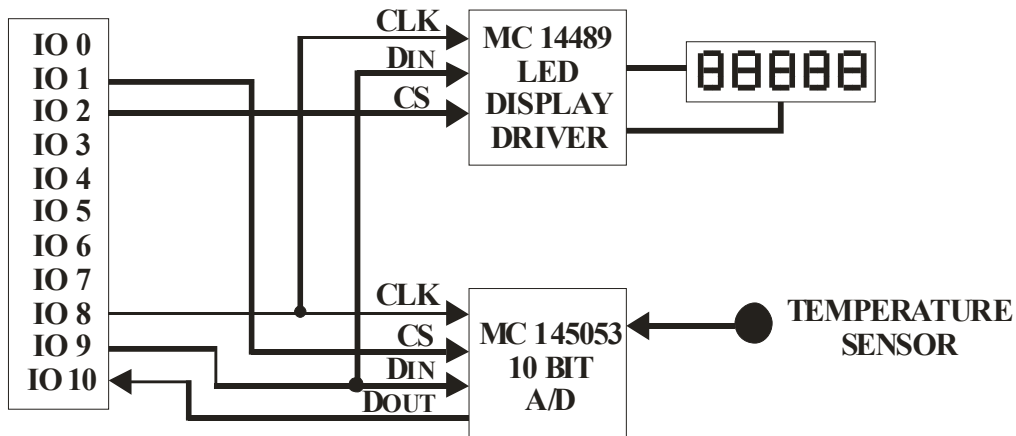 IO 0
IO 1
IO 2
IO 3
IO 4
IO 5
IO 6
IO 7
IO 8
IO 9
IO 10
CLK
DIN
CS
MC 14489
LED
DISPLAY
DRIVER
88888
CLK
CS
DIN
DOUT
MC 145053
10 BIT
A/D
TEMPERATURE
SENSOR